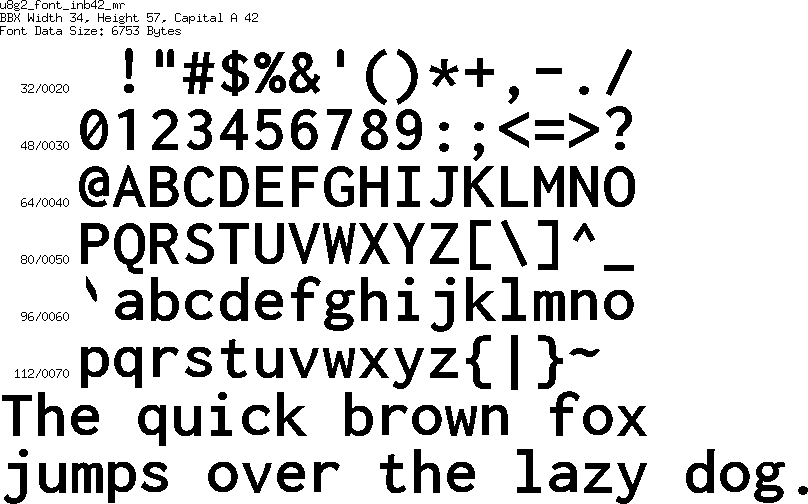 u8g2_font_inb42_mr
BBX Width 34, Height 57, Capital A 42
Font Data Size: 6753 Bytes
32/0020 !"#$%&'()*+,-./
48/0030 0123456789:;<=>?
64/0040 @ABCDEFGHIJKLMNO
80/0050 PQRSTUVWXYZ[\]^_
96/0060 `abcdefghijklmno
112/0070 pqrstuvwxyz{|}~
The quick brown fox
jumps over the lazy dog.